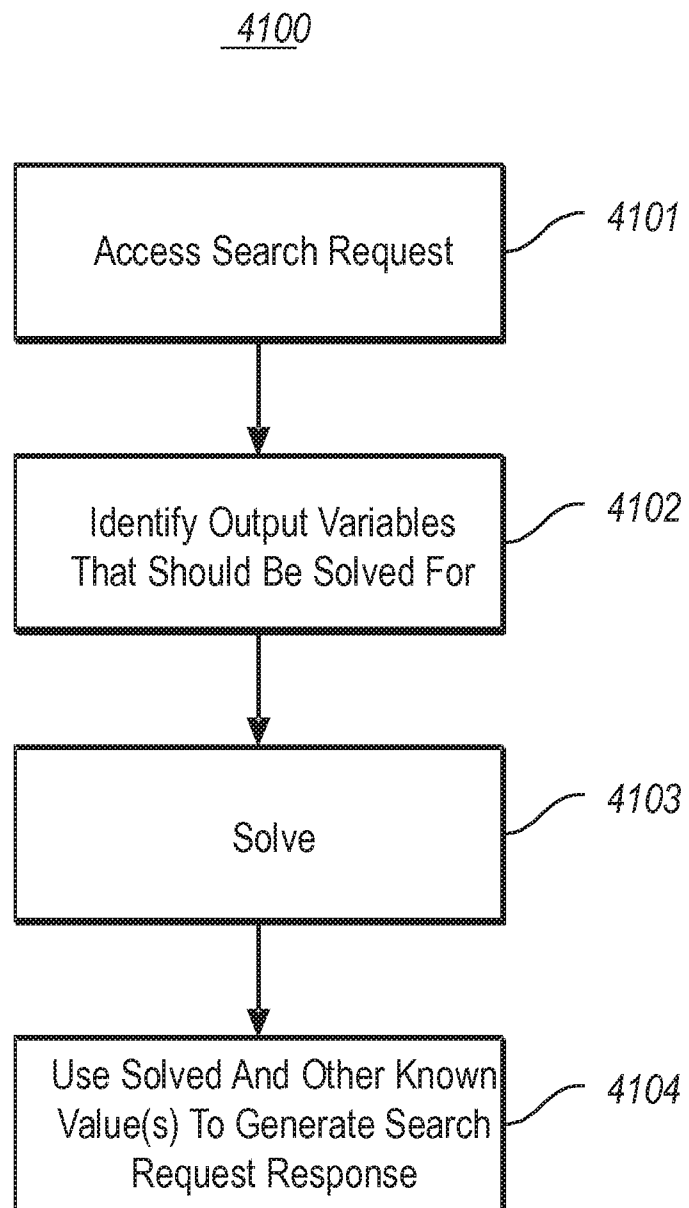 4100
Access Search Request
4101
Identify Output Variables
That Should Be Solved For
4102
Solve
4103
Use Solved And Other Known
Value(s) To Generate Search
Request Response
4104